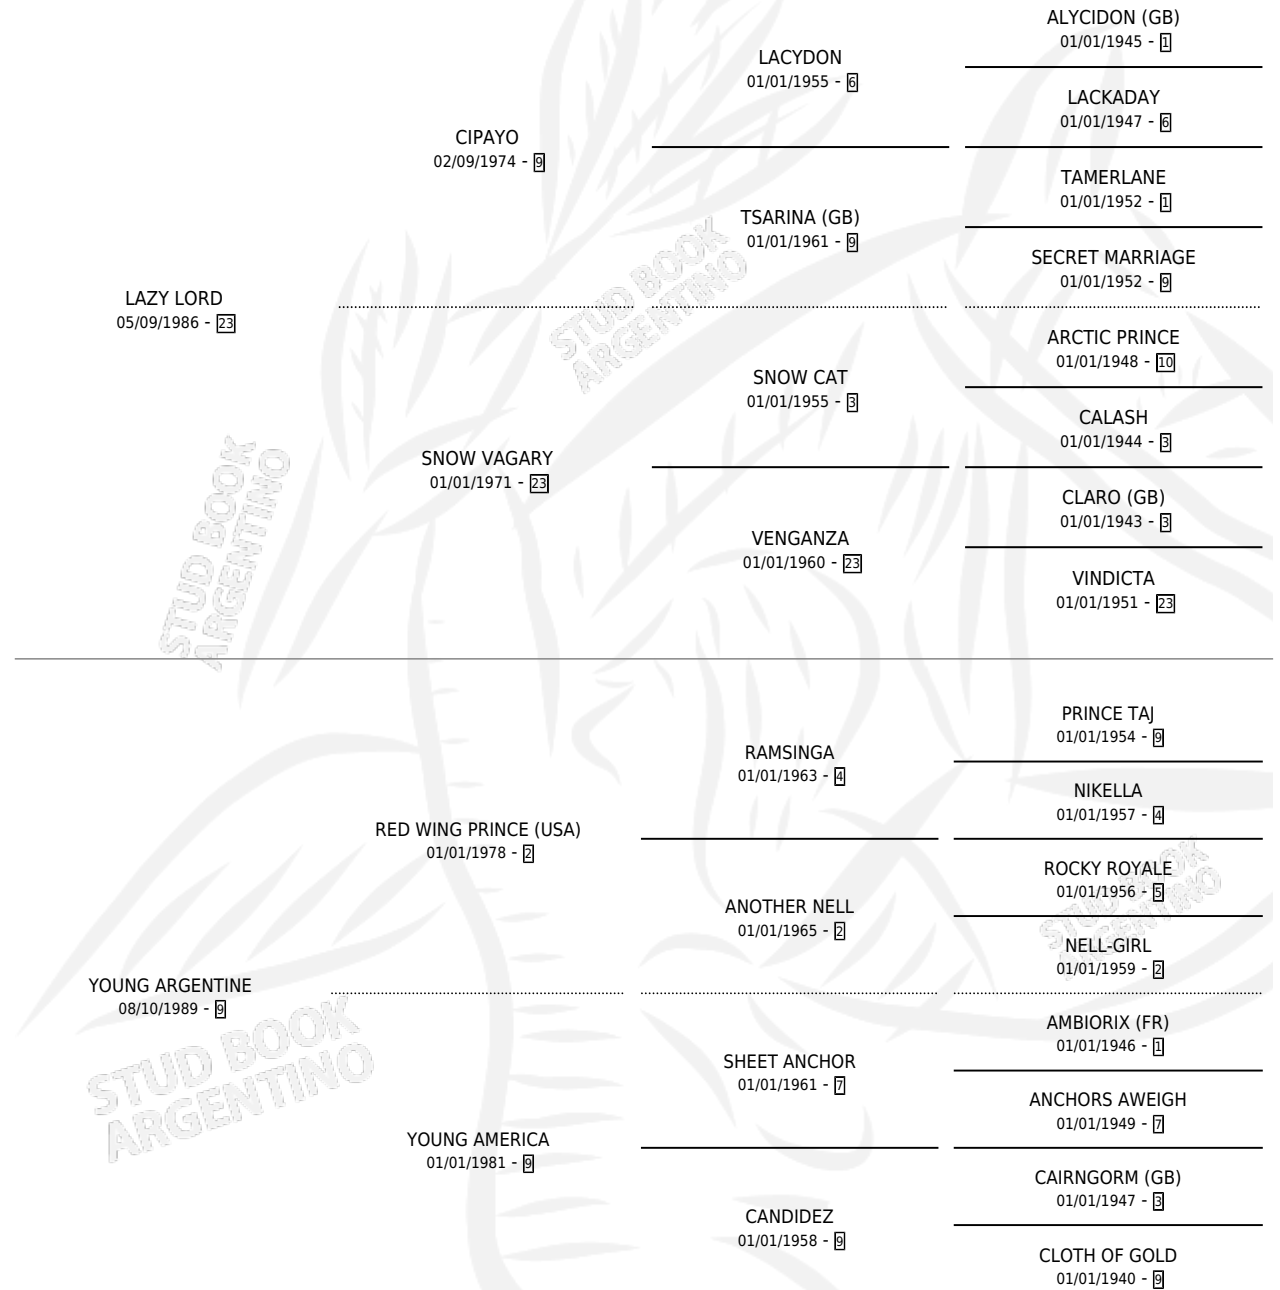 ALYCIDON (GB)
01/01/1945 - 1
LACYDON
01/01/1955 - 6
LACKADAY
01/01/1947 - 6
CIPAYO
02/09/1974 - 9
TAMERLANE
01/01/1952 - 1
TSARINA (GB)
01/01/1961 - 9
SECRET MARRIAGE
01/01/1952 - 9
LAZY LORD
05/09/1986 - 23
ARCTIC PRINCE
01/01/1948 - 10
SNOW CAT
01/01/1955 - 3
CALASH
01/01/1944 - 3
SNOW VAGARY
01/01/1971 - 23
CLARO (GB)
01/01/1943 - 3
VENGANZA
01/01/1960 - 23
VINDICTA
01/01/1951 - 23
STUD BOOK
ARGENTINO
STUD BOOK
ARGENTINO
PRINCE TAJ
01/01/1954 - 9
RAMSINGA
01/01/1963 - 4
NIKELLA
01/01/1957 - 4
RED WING PRINCE (USA)
01/01/1978 - 2
ROCKY ROYALE
01/01/1956 - 5
ANOTHER NELL
01/01/1965 - 2
NELL-GIRL
01/01/1959 - 2
STUD BOOK
ARGENTINO
YOUNG ARGENTINE
08/10/1989 - 9
AMBIORIX (FR)
01/01/1946 - 1
SHEET ANCHOR
01/01/1961 - 7
ANCHORS AWEIGH
01/01/1949 - 7
STUD BOOK
ARGENTINO
YOUNG AMERICA
01/01/1981 - 9
CAIRNGORM (GB)
01/01/1947 - 3
CANDIDEZ
01/01/1958 - 9
CLOTH OF GOLD
01/01/1940 - 9